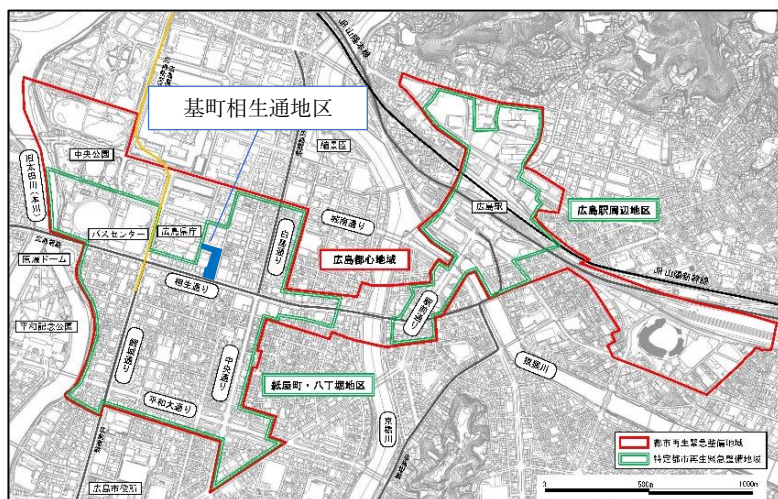 基町相生通地区
JR山陽本線
中央公園
旧太田川(本川)
縮景園
城南通り
広島駅
広島駅周辺地区
白島通り
バスセンター
広島県庁
広島都心地域
JR山陽新幹線
原爆ドーム
相生通り
駅前通り
平和記念公園
鯉城通り
中央通り
紙屋町・八丁堀地区
猿猴川
平和大通り
京橋川
広島市役所
都市再生緊急整備地域
特定都市再生緊急整備地域
0
500m
1000m